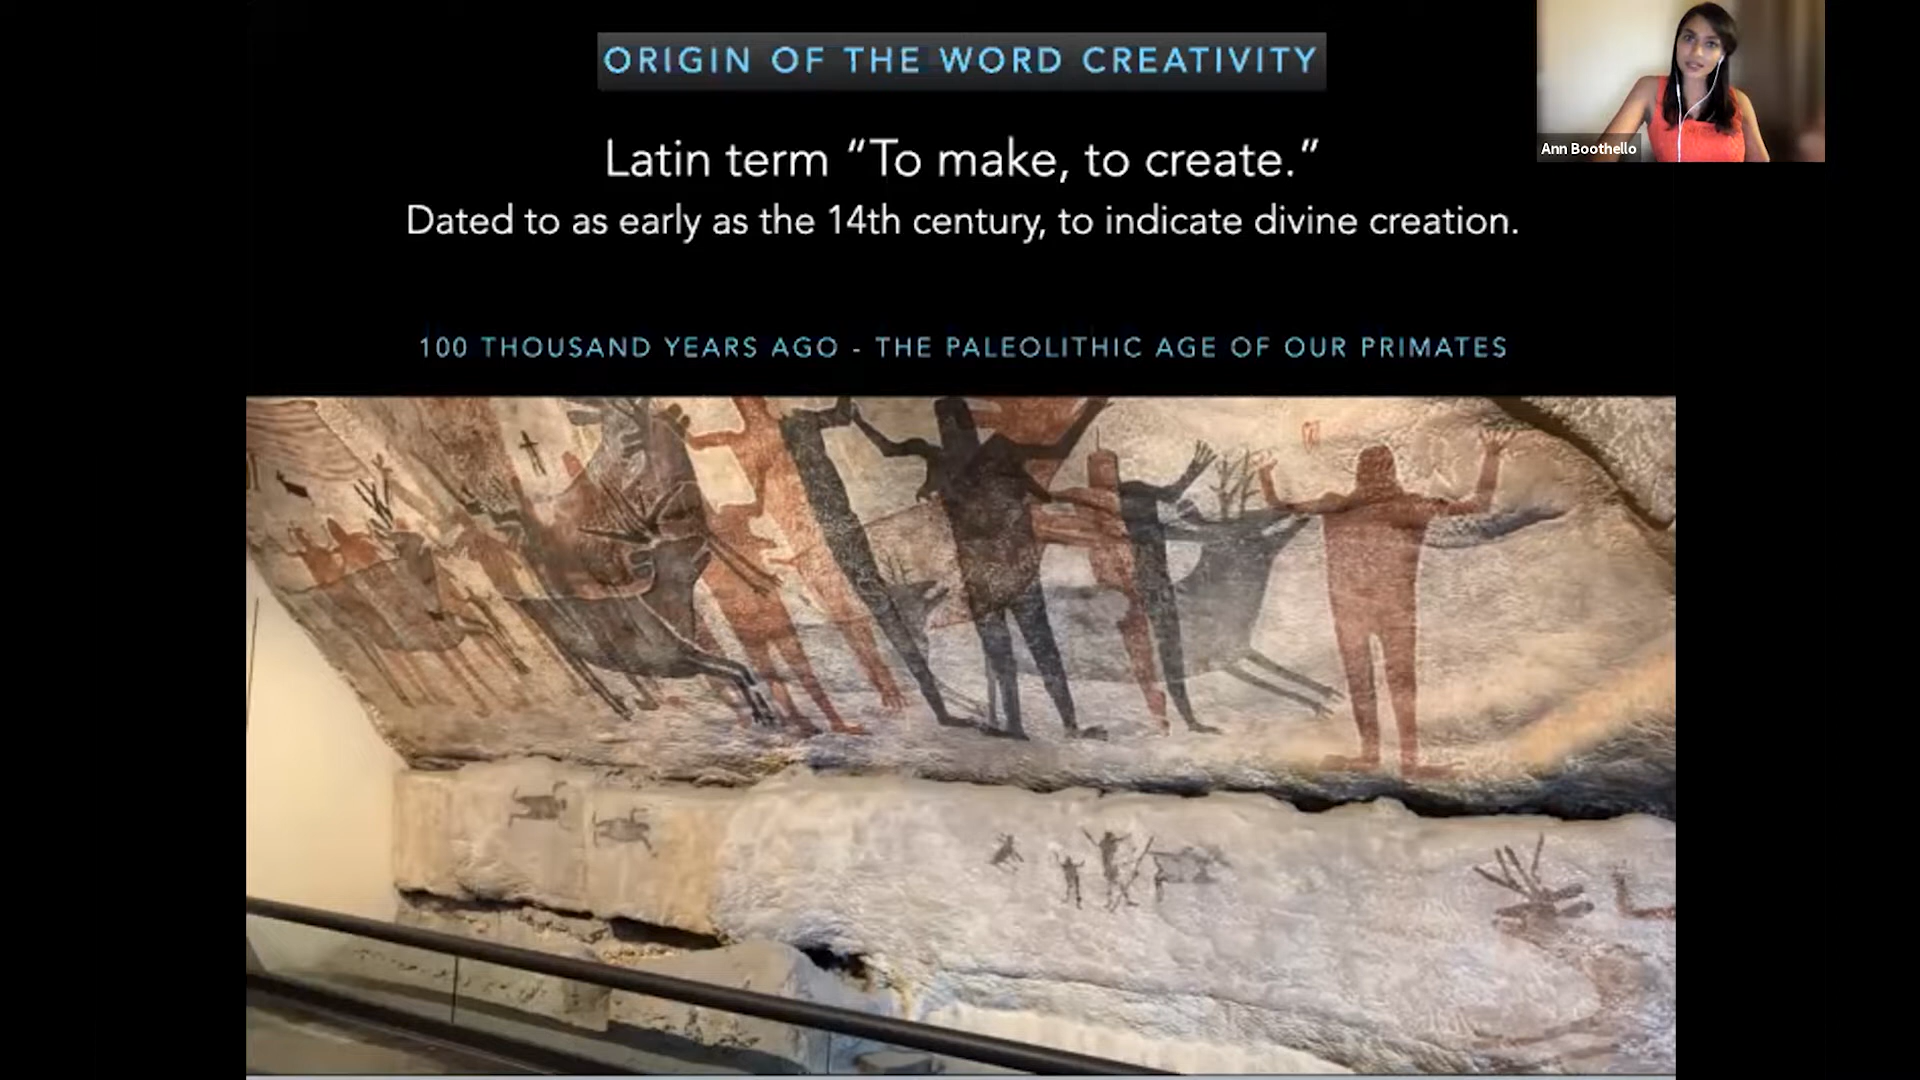 ORIGIN OF THE WORD CREATIVITY
Latin term “To make, to create.”
Dated to as early as the 14th century, to indicate divine creation.
100 THOUSAND YEARS AGO - THE PALEOLITHIC AGE OF OUR PRIMATES
Ann Boothello